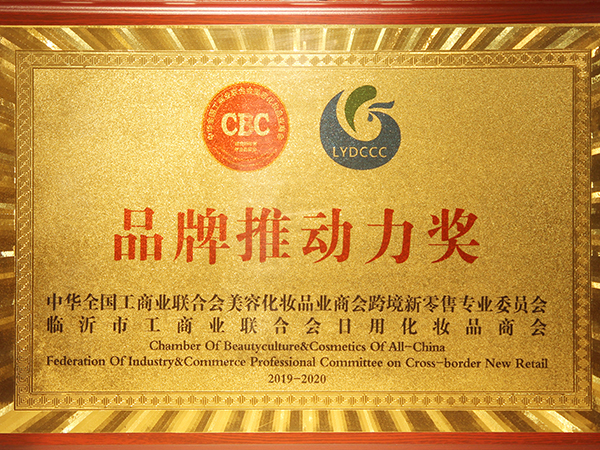 CBC
LYDCCC
品牌推动力奖
中华全国工商业联合会美容化妆品业商会跨境新零售专业委员会
临沂市工商业联合会日用化妆品商会
Chamber Of Beautyculture&Cosmetics Of All-China
Federation Of Industry&Commerce Professional Committee on Cross-border New Retail
2019-2020